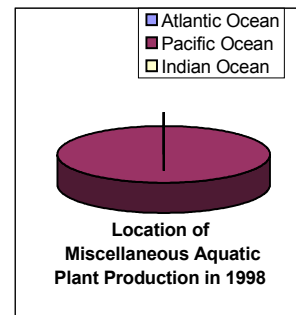 Atlantic Ocean
Pacific Ocean
Indian Ocean
Location of
Miscellaneous Aquatic
Plant Production in 1998